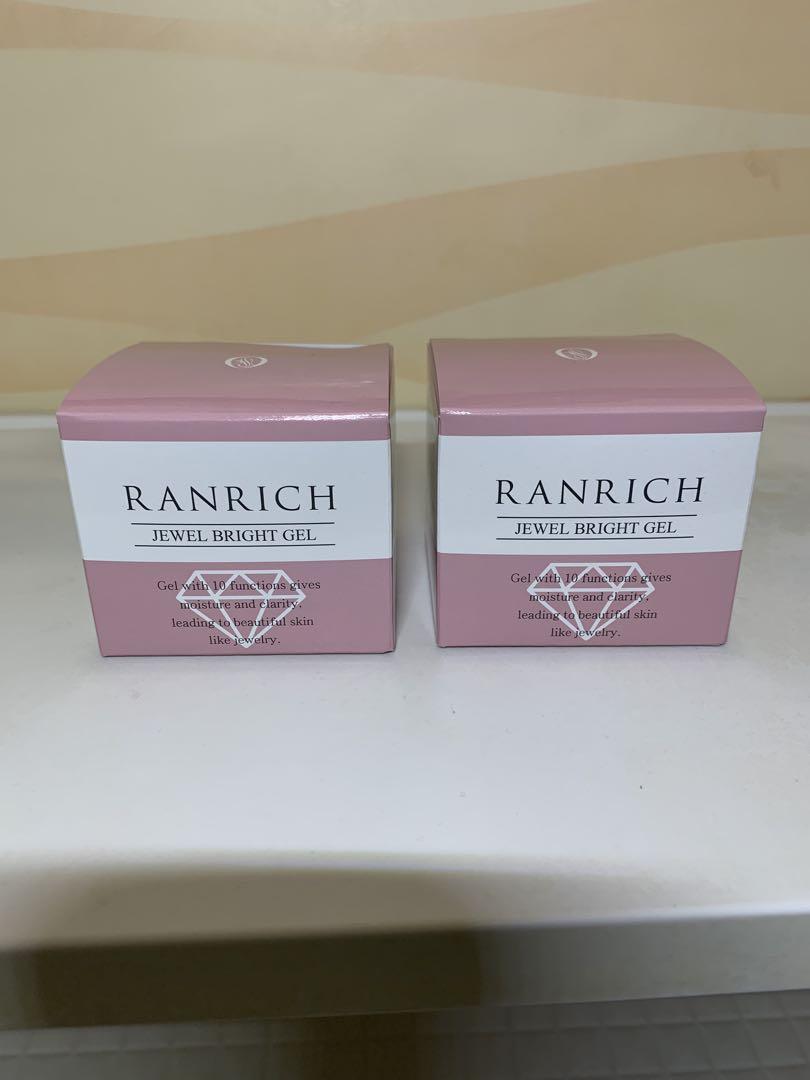 RANRICH
JEWEL BRIGHT GEL
Gel with 10 functions gives
moisture and clarity,
leading to beautiful skin
like jewelry.
RANRICH
JEWEL BRIGHT GEL
Gel with 10 functions gives
moisture and clarity,
leading to beautiful skin
like jewelry.